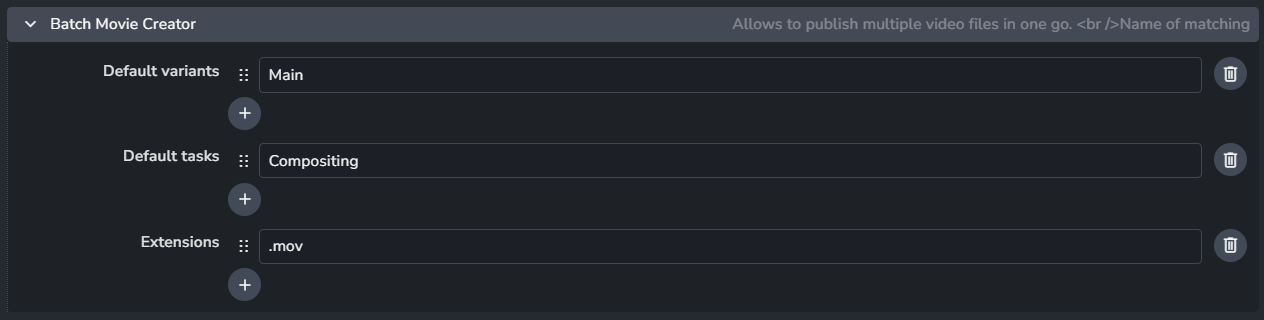 Batch Movie Creator Allows to publish multiple video files in one go. <br />Name of matching
Default variants Main
Default tasks Compositing
Extensions .mov